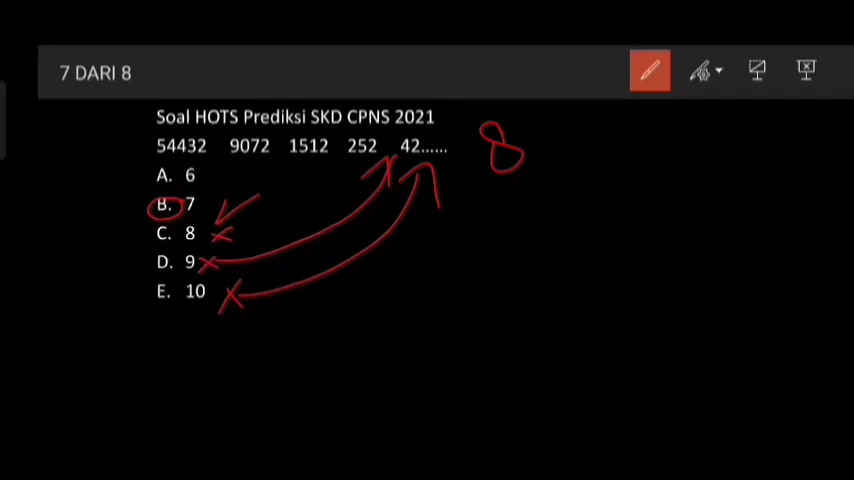 7 DARI 8
Soal HOTS Prediksi SKD CPNS 2021
54432 9072 1512 252 42...... 8
A. 6
B. 7
C. 8
D. 9
E. 10